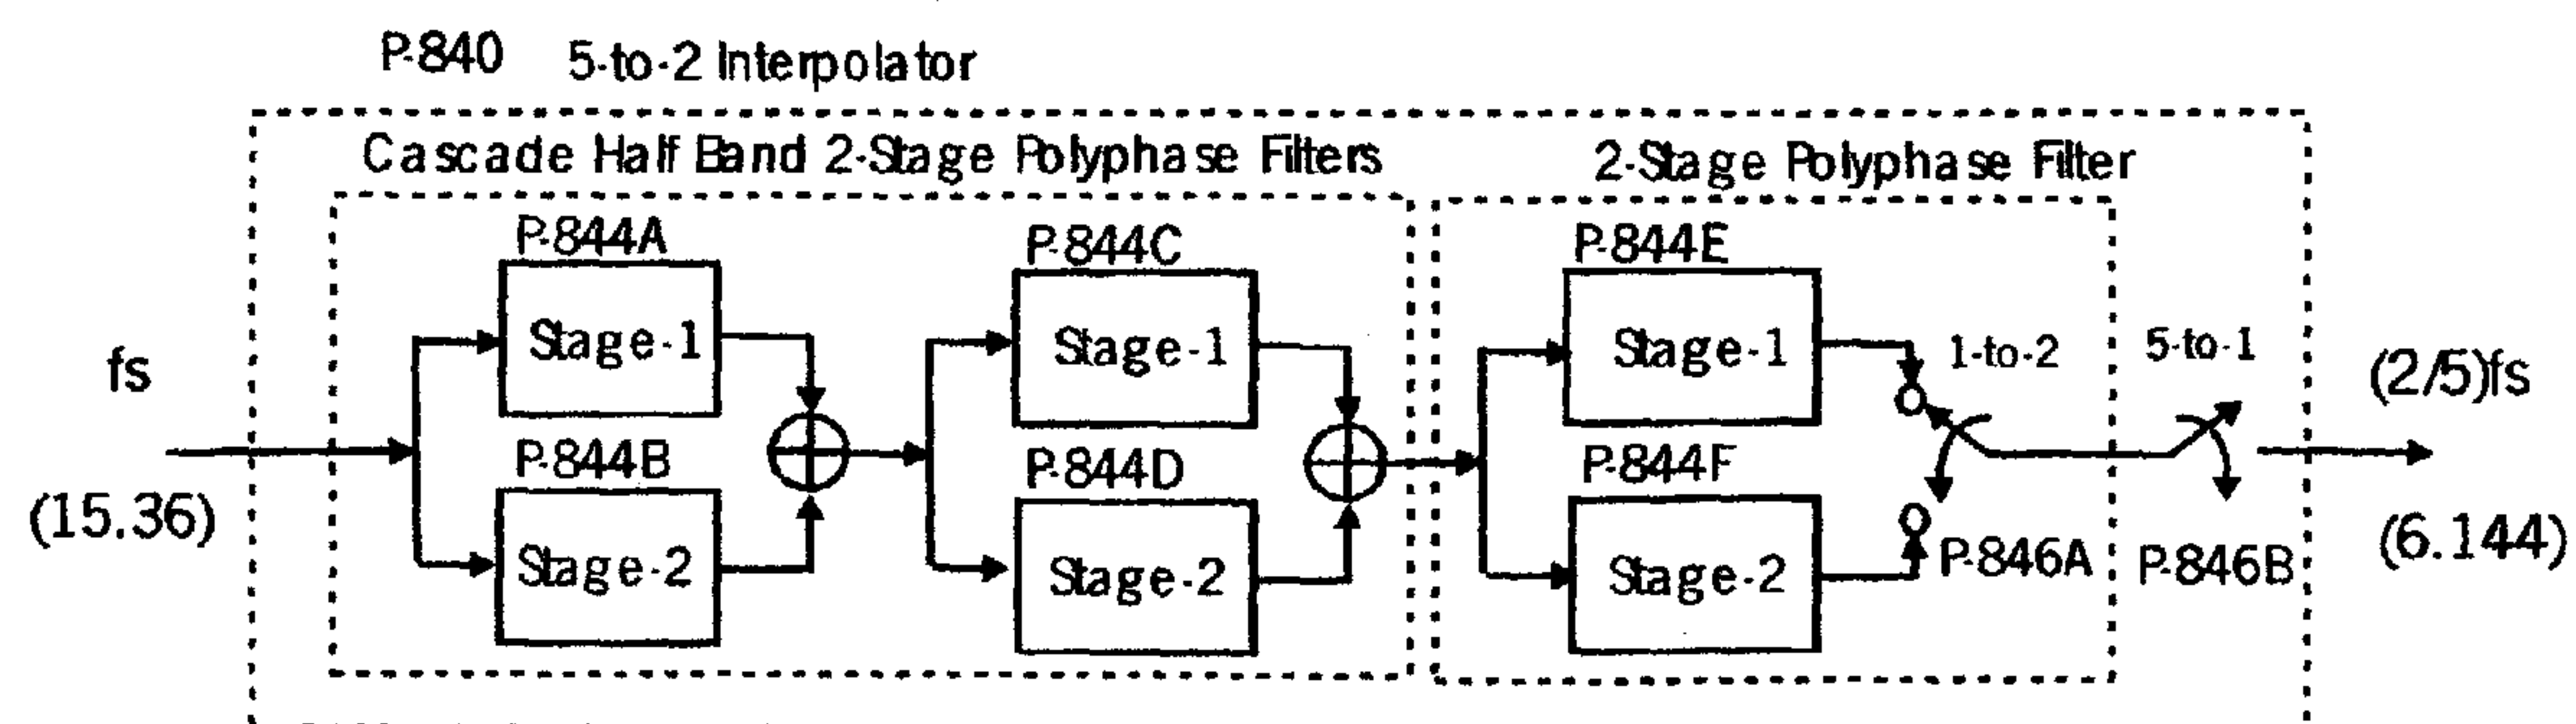 P-840 5-to-2 Interpolator
Cascade Half Band 2-Stage Polyphase Filters
2-Stage Polyphase Filter
P-844A
P-844C
P-844E
Stage-1
Stage-1
Stage-1
1-to-2
5-to-1
fs
(2/5)fs
P-844B
P-844D
P-844F
(15.36)
Stage-2
Stage-2
Stage-2
P-846A
P-846B
(6.144)